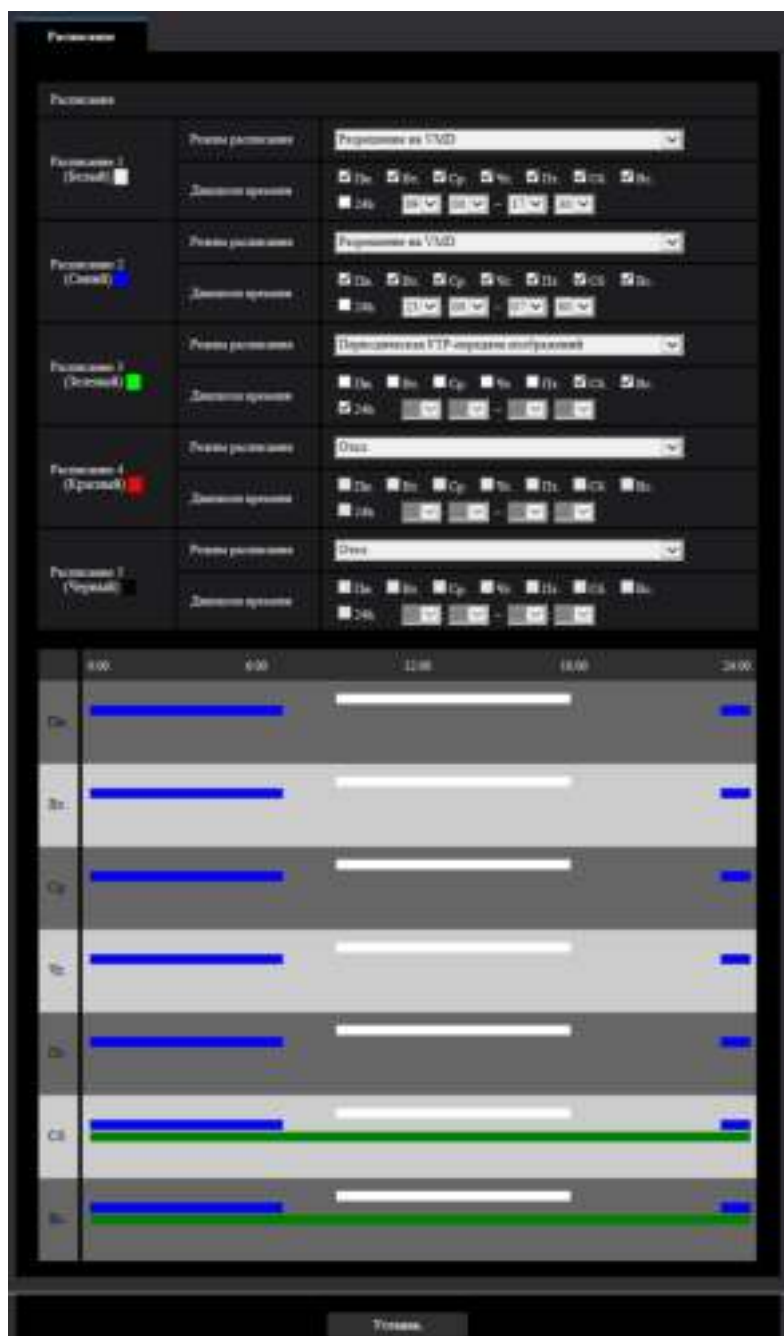 Расписание
Расписание
Расписание 1
(Белый)
Режим расписания
Разрешение на VMD
Диапазон времени
Пн. Вт. Ср. Чт. Пт. Сб. Вс.
24h 17
Расписание 2
(Синий)
Режим расписания
Разрешение на VMD
Диапазон времени
Пн. Вт. Ср. Чт. Пт. Сб. Вс.
24h
Расписание 3
(Зеленый)
Режим расписания
Периодическая FTP-передача изображений
Диапазон времени
Пн. Вт. Ср. Чт. Пт. Сб. Вс.
24h
Расписание 4
(Красный)
Режим расписания
Откл.
Диапазон времени
Пн. Вт. Ср. Чт. Пт. Сб. Вс.
24h
Расписание 5
(Черный)
Режим расписания
Откл.
Диапазон времени
Пн. Вт. Ср. Чт. Пт. Сб. Вс.
24h
0:00 6:00 12:00 18:00 24:00
Пн.
Вт.
Ср.
Чт.
Пт.
Сб.
Вс.
Установ.